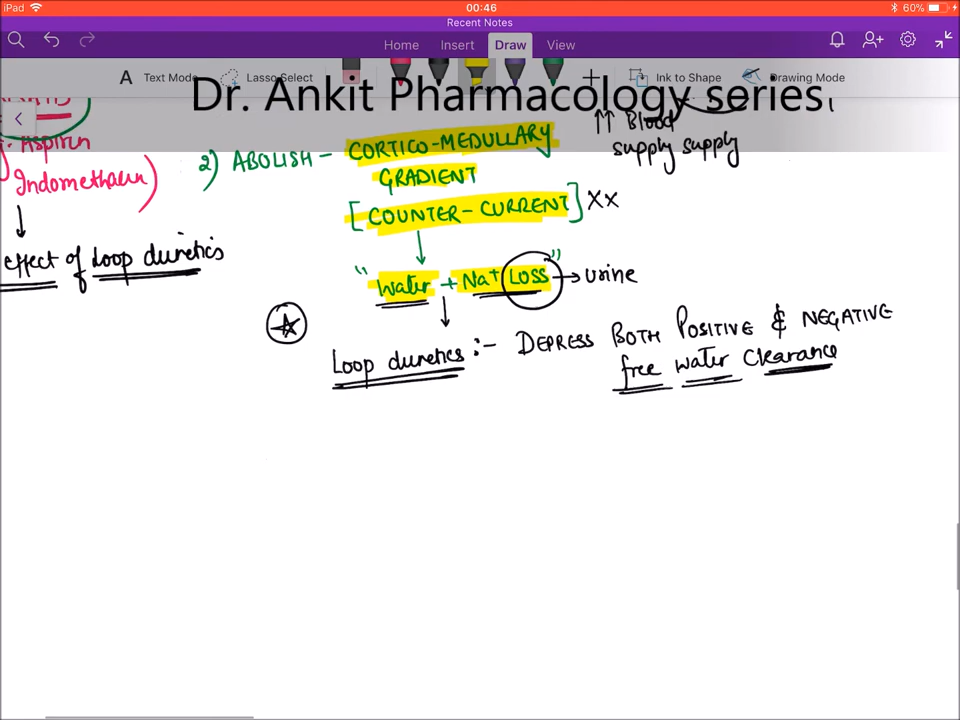 iPad
00:46
60%
Recent Notes
Home
Insert
Draw
View
A Text Mode
Lasso Select
Ink to Shape
Drawing Mode
Dr. Ankit Pharmacology series.
↑↑ Blood
supply supply
Aspirin
Indomethacin)
↓
effect of Loop diuretics
2) ABOLISH - CORTICO-MEDULLARY
GRADIENT
[COUNTER-CURRENT] XX
↓
"Water + Na+ Loss" → urine
↓
Loop diuretics :- DEPRESS BOTH POSITIVE & NEGATIVE
free water clearance